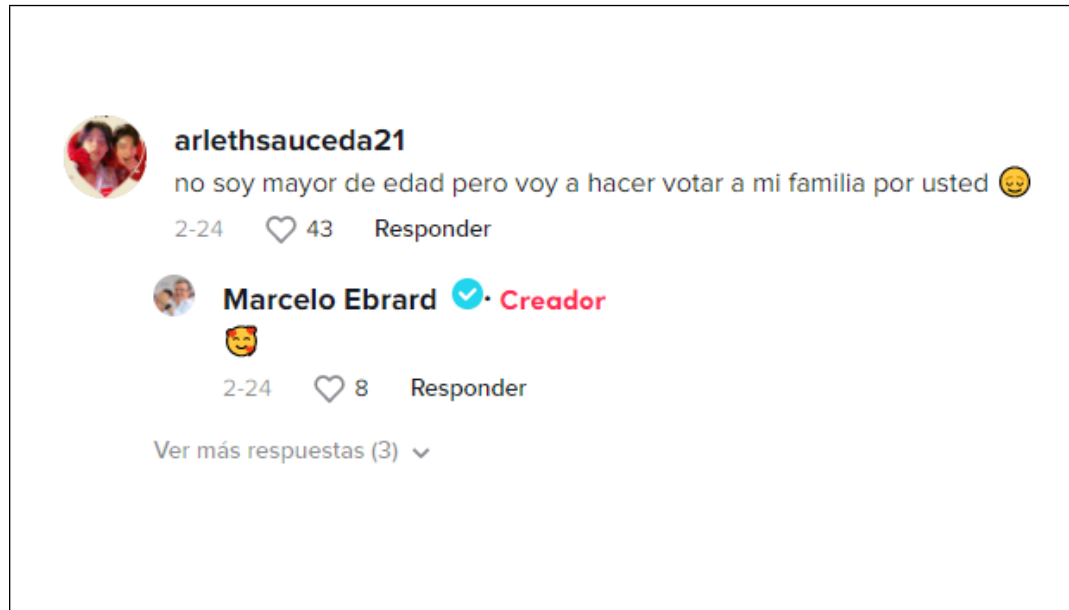 arlethsauceda21
no soy mayor de edad pero voy a hacer votar a mi familia por usted 😌
2-24 43 Responder
Marcelo Ebrard · Creador
🥰
2-24 8 Responder
Ver más respuestas (3)